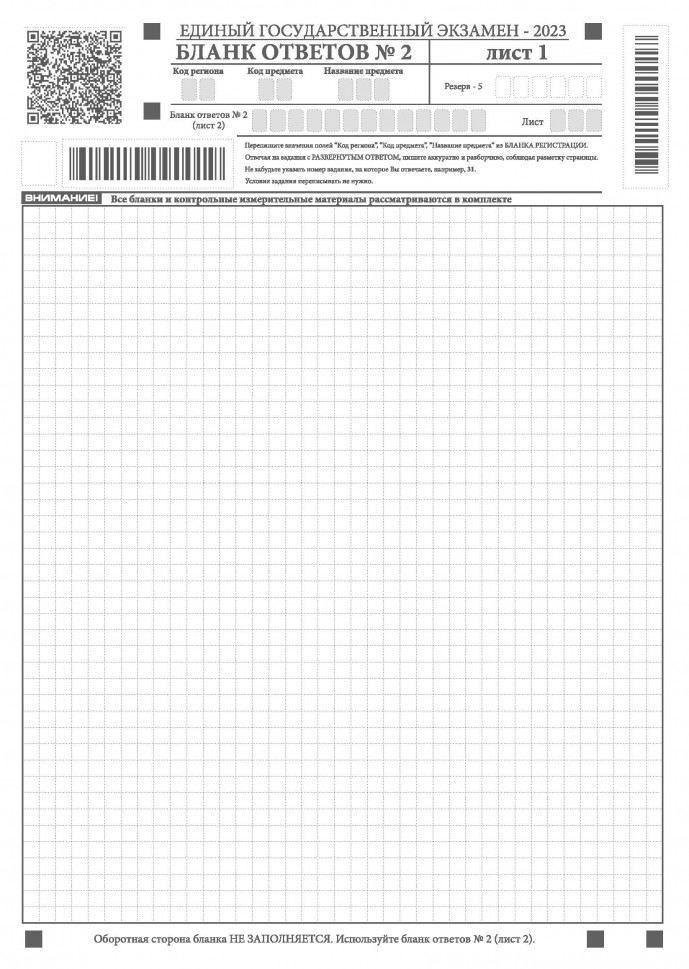 ЕДИНЫЙ ГОСУДАРСТВЕННЫЙ ЭКЗАМЕН - 2023
БЛАНК ОТВЕТОВ № 2
лист 1
Код региона
Код предмета
Название предмета
Резерв - 5
Бланк ответов № 2
(лист 2)
Лист
Перепишите значения полей "Код региона", "Код предмета", "Название предмета" из БЛАНКА РЕГИСТРАЦИИ.
Отвечая на задания с РАЗВЕРНУТЫМ ОТВЕТОМ, пишите аккуратно и разборчиво, соблюдая разметку страницы.
Не забудьте указать номер задания, на которое Вы отвечаете, например, 31.
Условия задания переписывать не нужно.
ВНИМАНИЕ! Все бланки и контрольные измерительные материалы рассматриваются в комплекте
Оборотная сторона бланка НЕ ЗАПОЛНЯЕТСЯ. Используйте бланк ответов № 2 (лист 2).